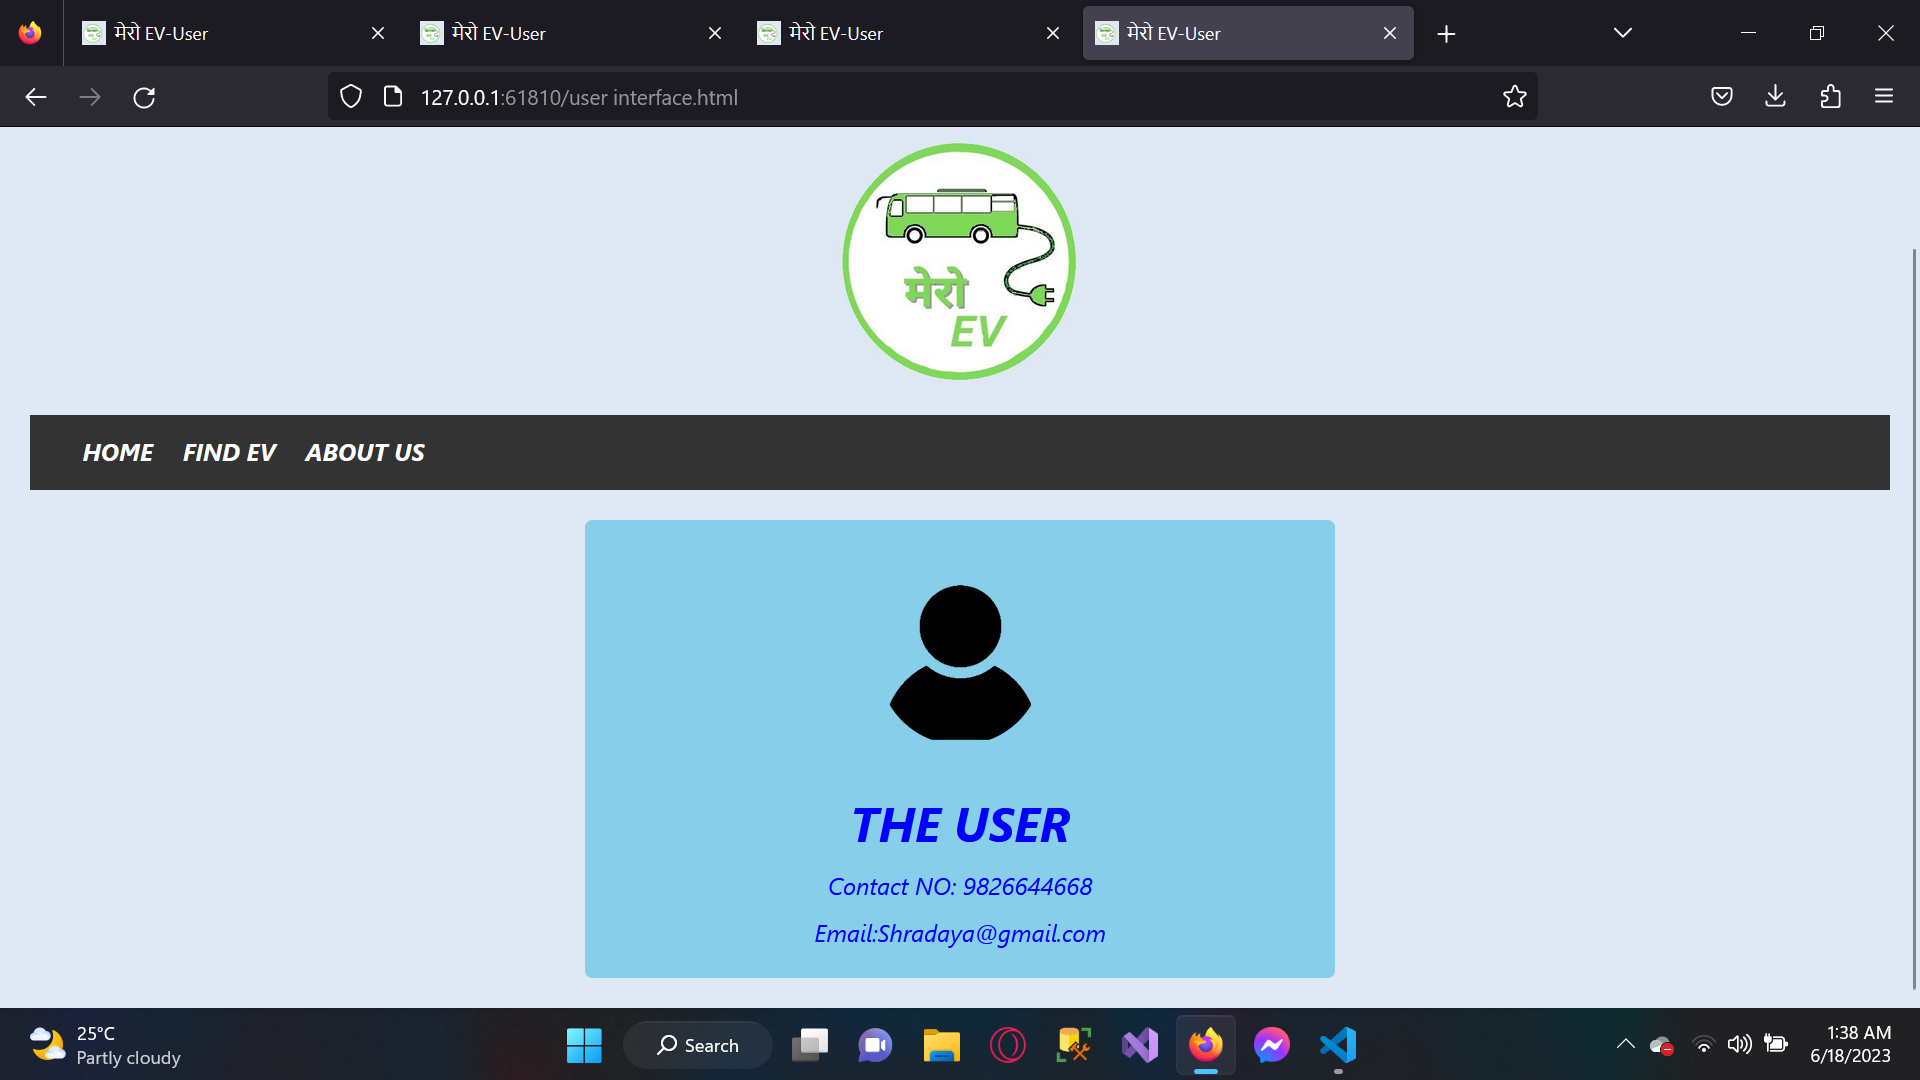 मेरो EV-User
मेरो EV-User
मेरो EV-User
मेरो EV-User
127.0.0.1:61810/user interface.html
मेरो
EV
HOME FIND EV ABOUT US
THE USER
Contact NO: 9826644668
Email:Shradaya@gmail.com
25°C
Partly cloudy
Search
1:38 AM
6/18/2023